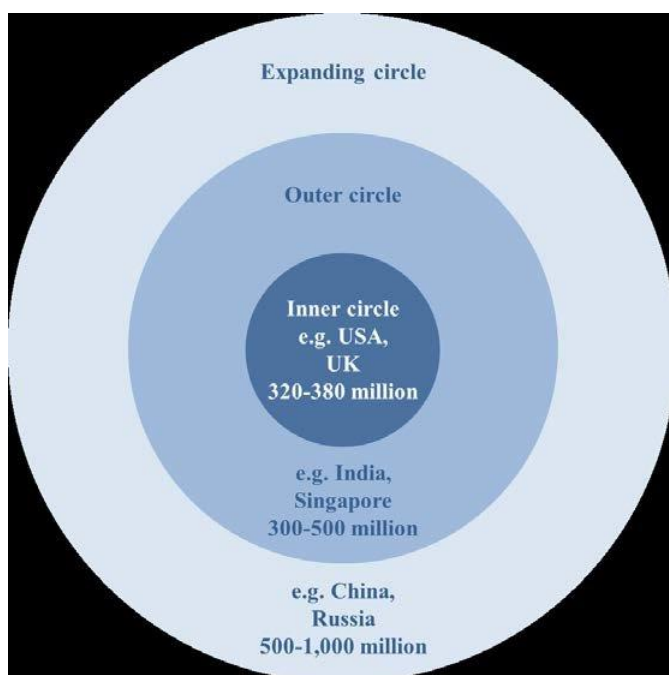 Expanding circle
Outer circle
Inner circle
e.g. USA,
UK
320-380 million
e.g. India,
Singapore
300-500 million
e.g. China,
Russia
500-1,000 million